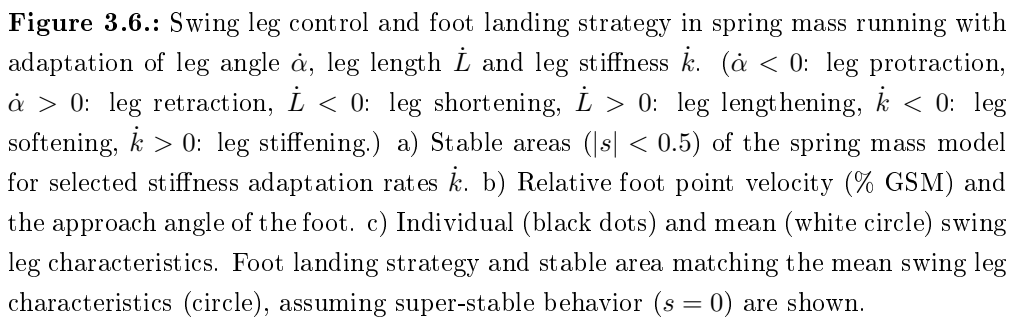 Figure 3.6.: Swing leg control and foot landing strategy in spring mass running with
adaptation of leg angle α̇, leg length L̇ and leg stiffness k̇. (α̇ < 0: leg protraction,
α̇ > 0: leg retraction, L̇ < 0: leg shortening, L̇ > 0: leg lengthening, k̇ < 0: leg
softening, k̇ > 0: leg stiffening.) a) Stable areas (|s| < 0.5) of the spring mass model
for selected stiffness adaptation rates k̇. b) Relative foot point velocity (% GSM) and
the approach angle of the foot. c) Individual (black dots) and mean (white circle) swing
leg characteristics. Foot landing strategy and stable area matching the mean swing leg
characteristics (circle), assuming super-stable behavior (s = 0) are shown.